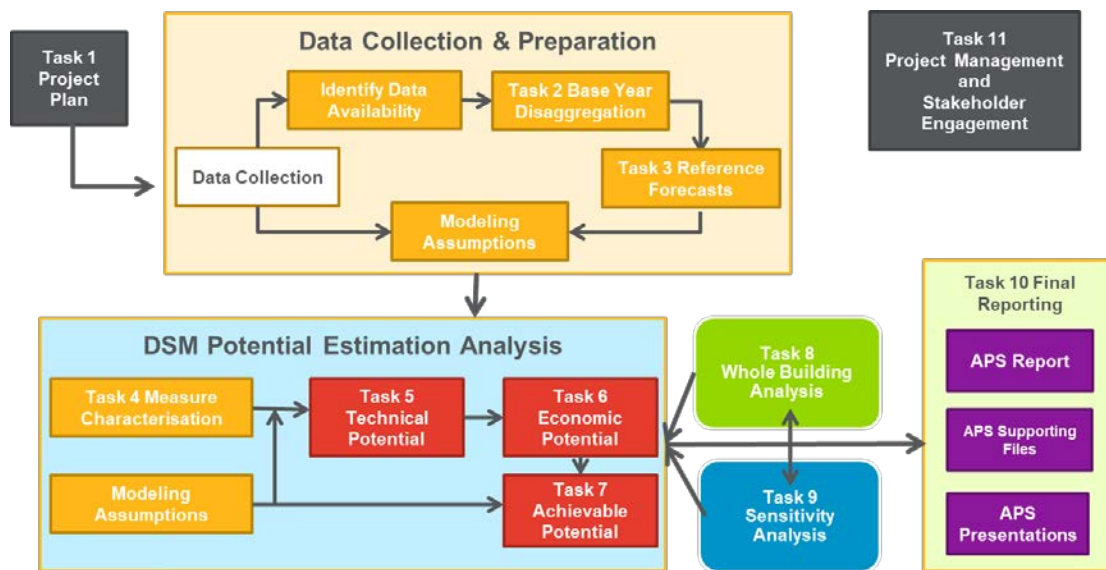 Task 1
Project
Plan
Data Collection & Preparation
Identify Data
Availability
Task 2 Base Year
Disaggregation
Data Collection
Task 3 Reference
Forecasts
Modeling
Assumptions
Task 11
Project Management
and
Stakeholder
Engagement
DSM Potential Estimation Analysis
Task 4 Measure
Characterisation
Task 5
Technical
Potential
Task 6
Economic
Potential
Modeling
Assumptions
Task 7
Achievable
Potential
Task 8
Whole Building
Analysis
Task 9
Sensitivity
Analysis
Task 10 Final
Reporting
APS Report
APS Supporting
Files
APS
Presentations